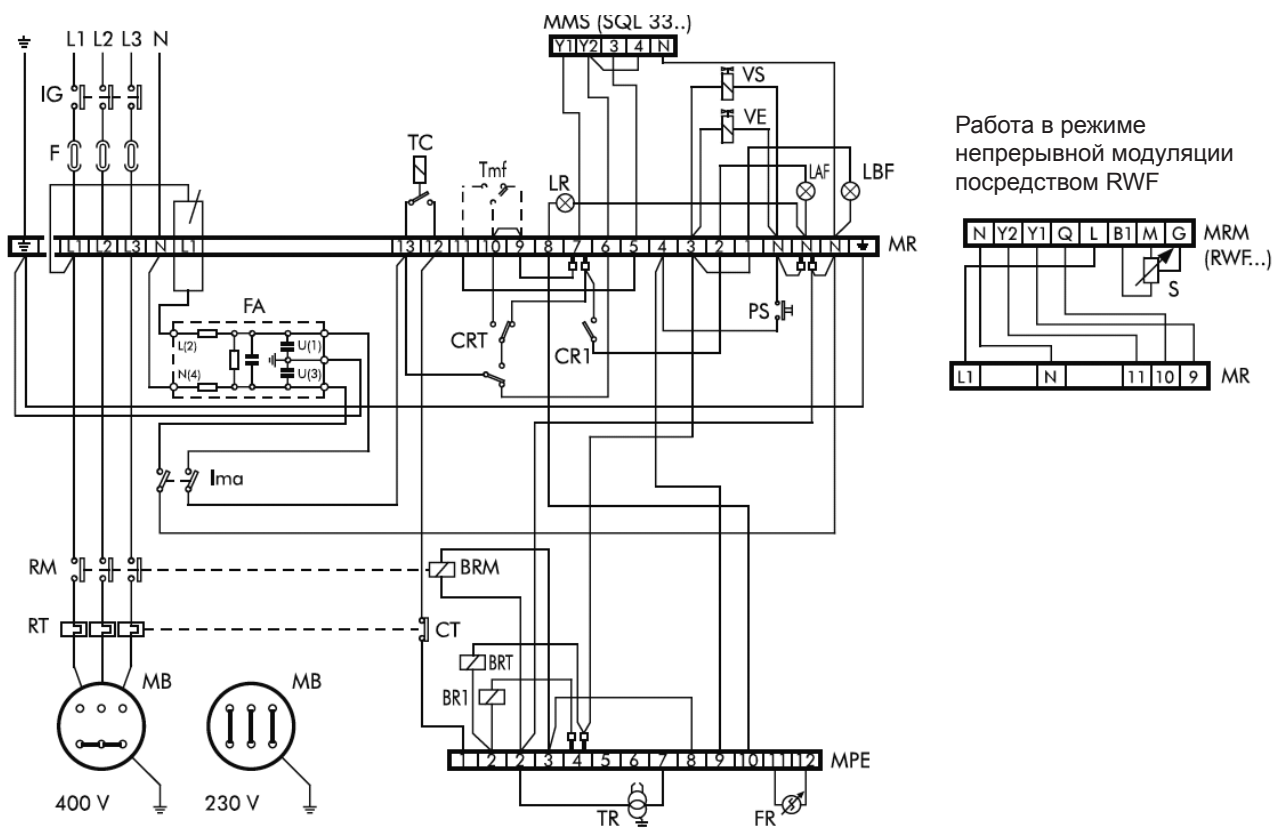 MMS (SQL 33..)
L1 L2 L3 N
Y1 Y2 3 4 N
IG
VS
VE
F
TC
Tmf
LR
LAF
LBF
Работа в режиме
непрерывной модуляции
посредством RWF
L1 L2 L3 N L1 13 12 11 10 9 8 7 6 5 4 3 2 1 N N N MR
N Y2 Y1 Q L B1 M G MRM
(RWF...)
S
FA
L(2) U(1)
N(4) U(3)
CRT
CR1
PS
L1 N 11 10 9 MR
Ima
RM
BRM
RT
CT
BRT
BR1
MB
MB
1 2 2 3 4 5 6 7 8 9 10 11 12 MPE
400 V
230 V
TR
FR